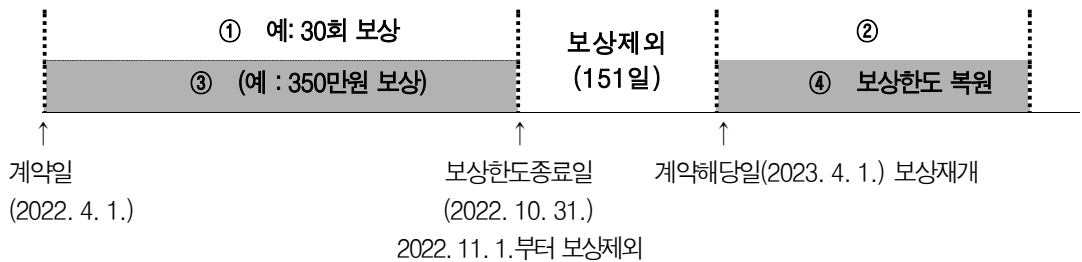 ① 예: 30회 보상
보상제외
(151일)
②
③ (예 : 350만원 보상)
④ 보상한도 복원
↑ ↑ ↑
계약일
(2022. 4. 1.)
보상한도종료일
(2022. 10. 31.)
2022. 11. 1.부터 보상제외
계약해당일(2023. 4. 1.) 보상재개